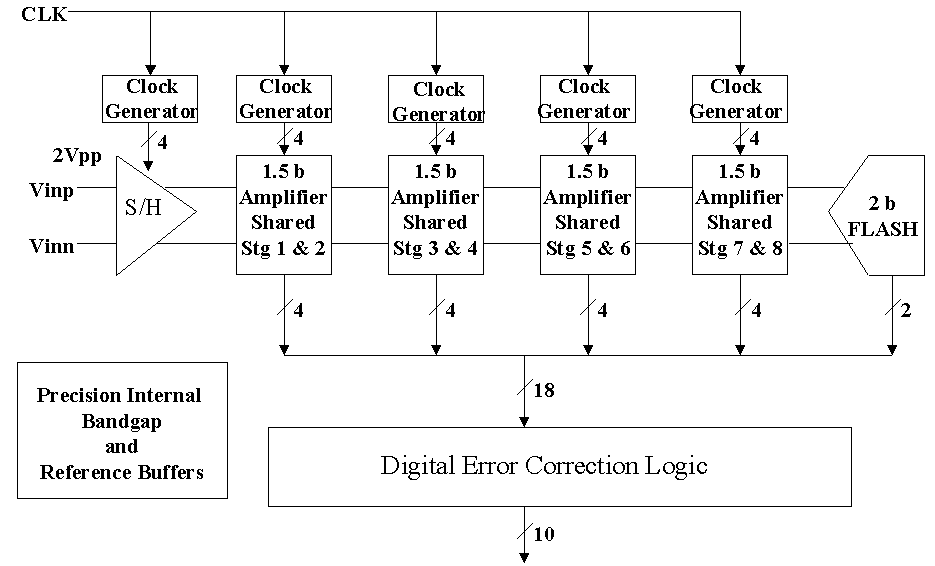 CLK
Clock
Generator
Clock
Generator
Clock
Generator
Clock
Generator
Clock
Generator
4
4
4
4
4
2Vpp
Vinp
Vinn
S/H
1.5 b
Amplifier
Shared
Stg 1 & 2
1.5 b
Amplifier
Shared
Stg 3 & 4
1.5 b
Amplifier
Shared
Stg 5 & 6
1.5 b
Amplifier
Shared
Stg 7 & 8
2 b
FLASH
4
4
4
4
2
18
Precision Internal
Bandgap
and
Reference Buffers
Digital Error Correction Logic
10